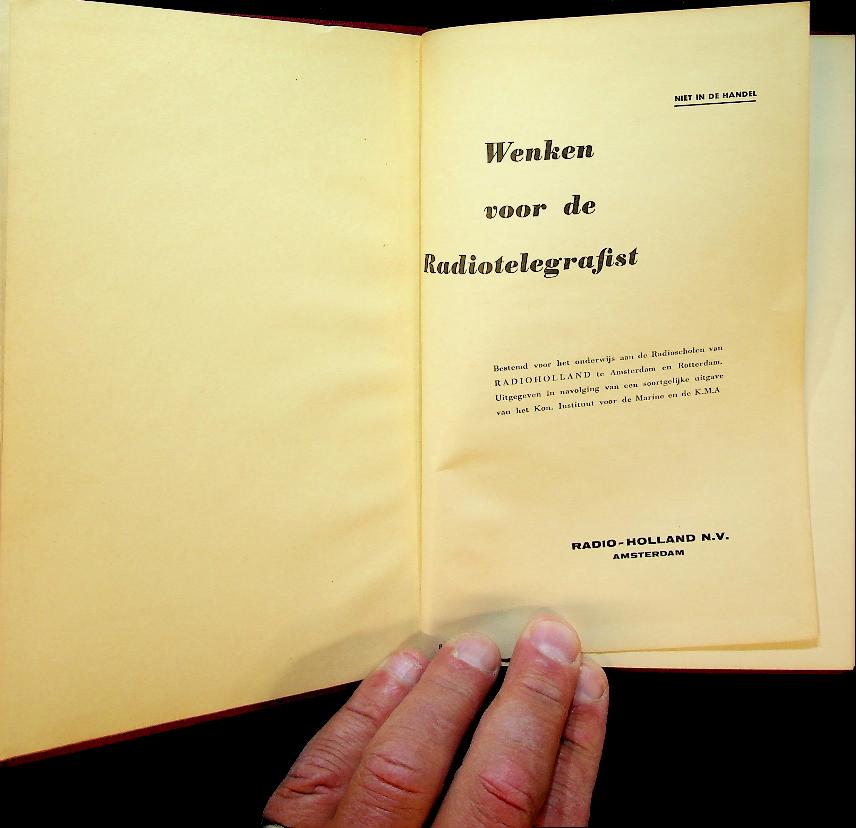 NIET IN DE HANDEL
Wenken
voor de
Radiotelegrafist
Bestemd voor het onderwijs aan de Radioscholen van
RADIOHOLLAND te Amsterdam en Rotterdam.
Uitgegeven in navolging van een soortgelijke uitgave
van het Kon. Instituut voor de Marine en de K.M.A
RADIO-HOLLAND N.V.
AMSTERDAM